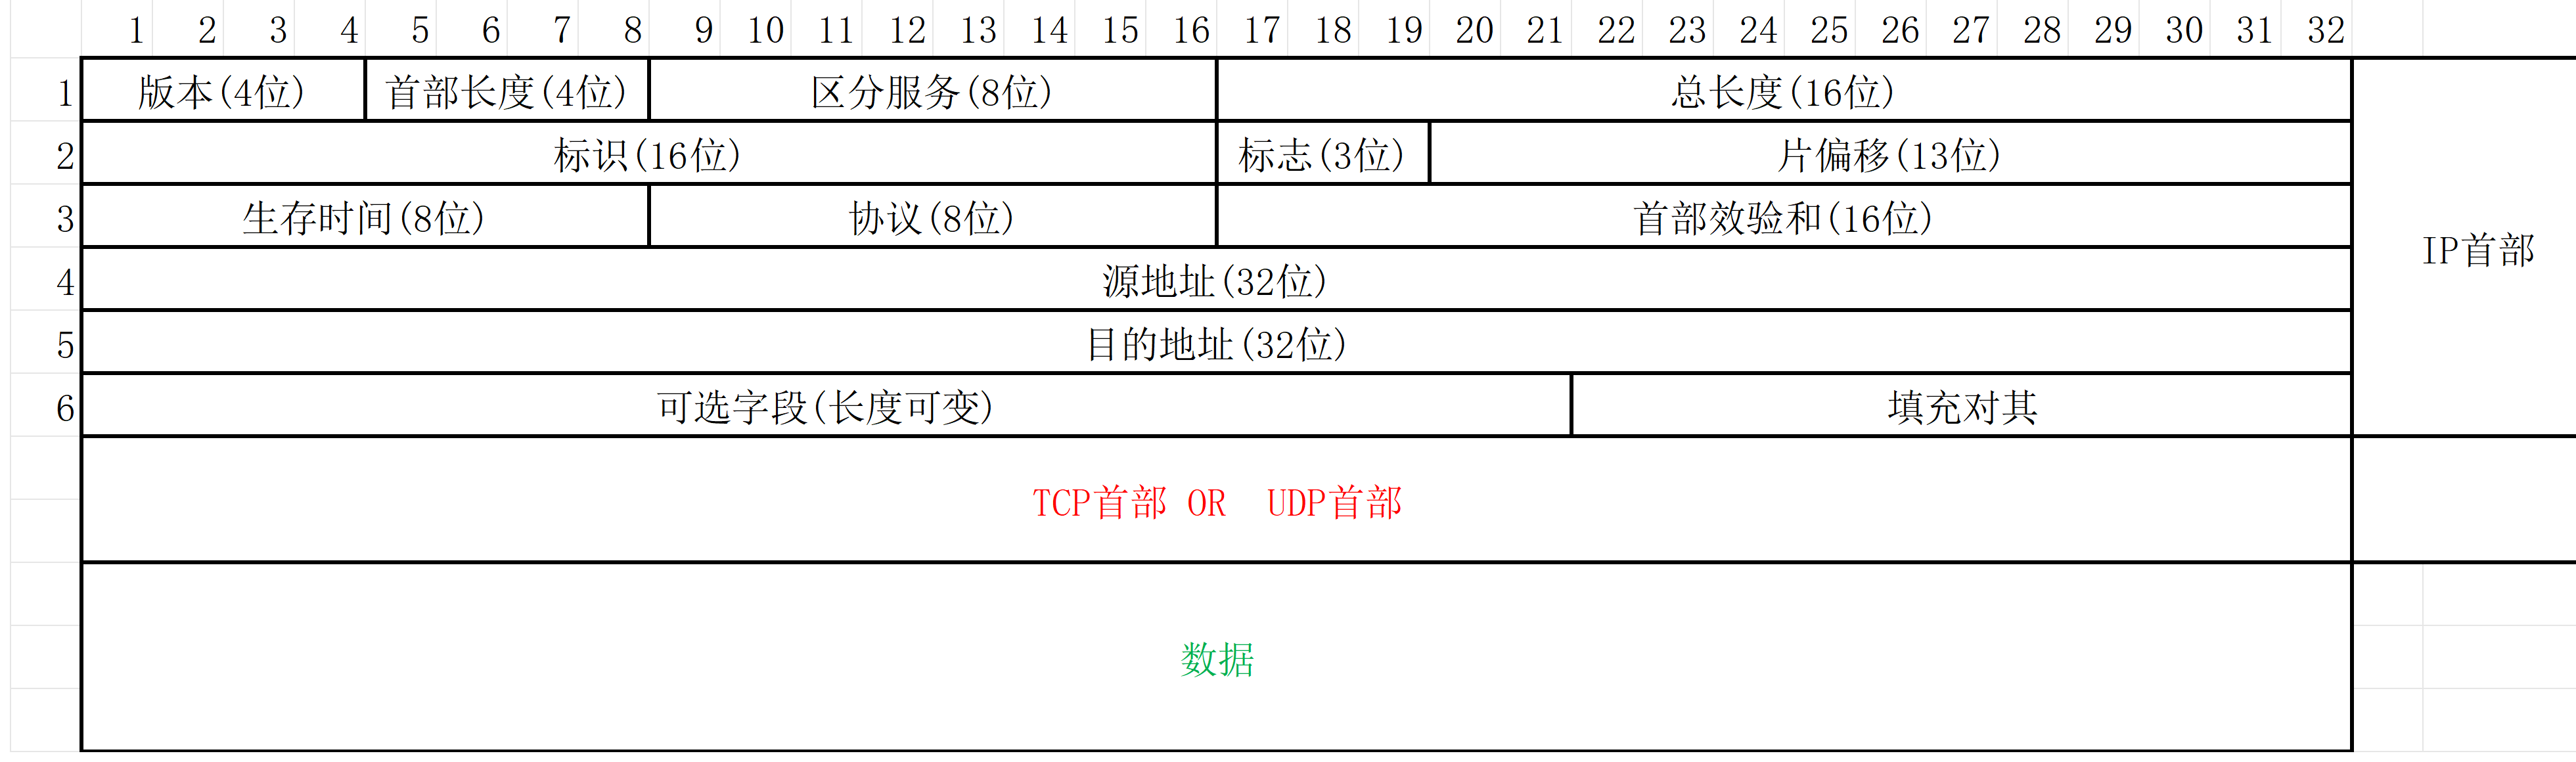 1 2 3 4 5 6 7 8 9 10 11 12 13 14 15 16 17 18 19 20 21 22 23 24 25 26 27 28 29 30 31 32
1 版本(4位) 首部长度(4位) 区分服务(8位) 总长度(16位)
2 标识(16位) 标志(3位) 片偏移(13位)
3 生存时间(8位) 协议(8位) 首部效验和(16位)
IP首部
4 源地址(32位)
5 目的地址(32位)
6 可选字段(长度可变) 填充对其
TCP首部 OR UDP首部
数据